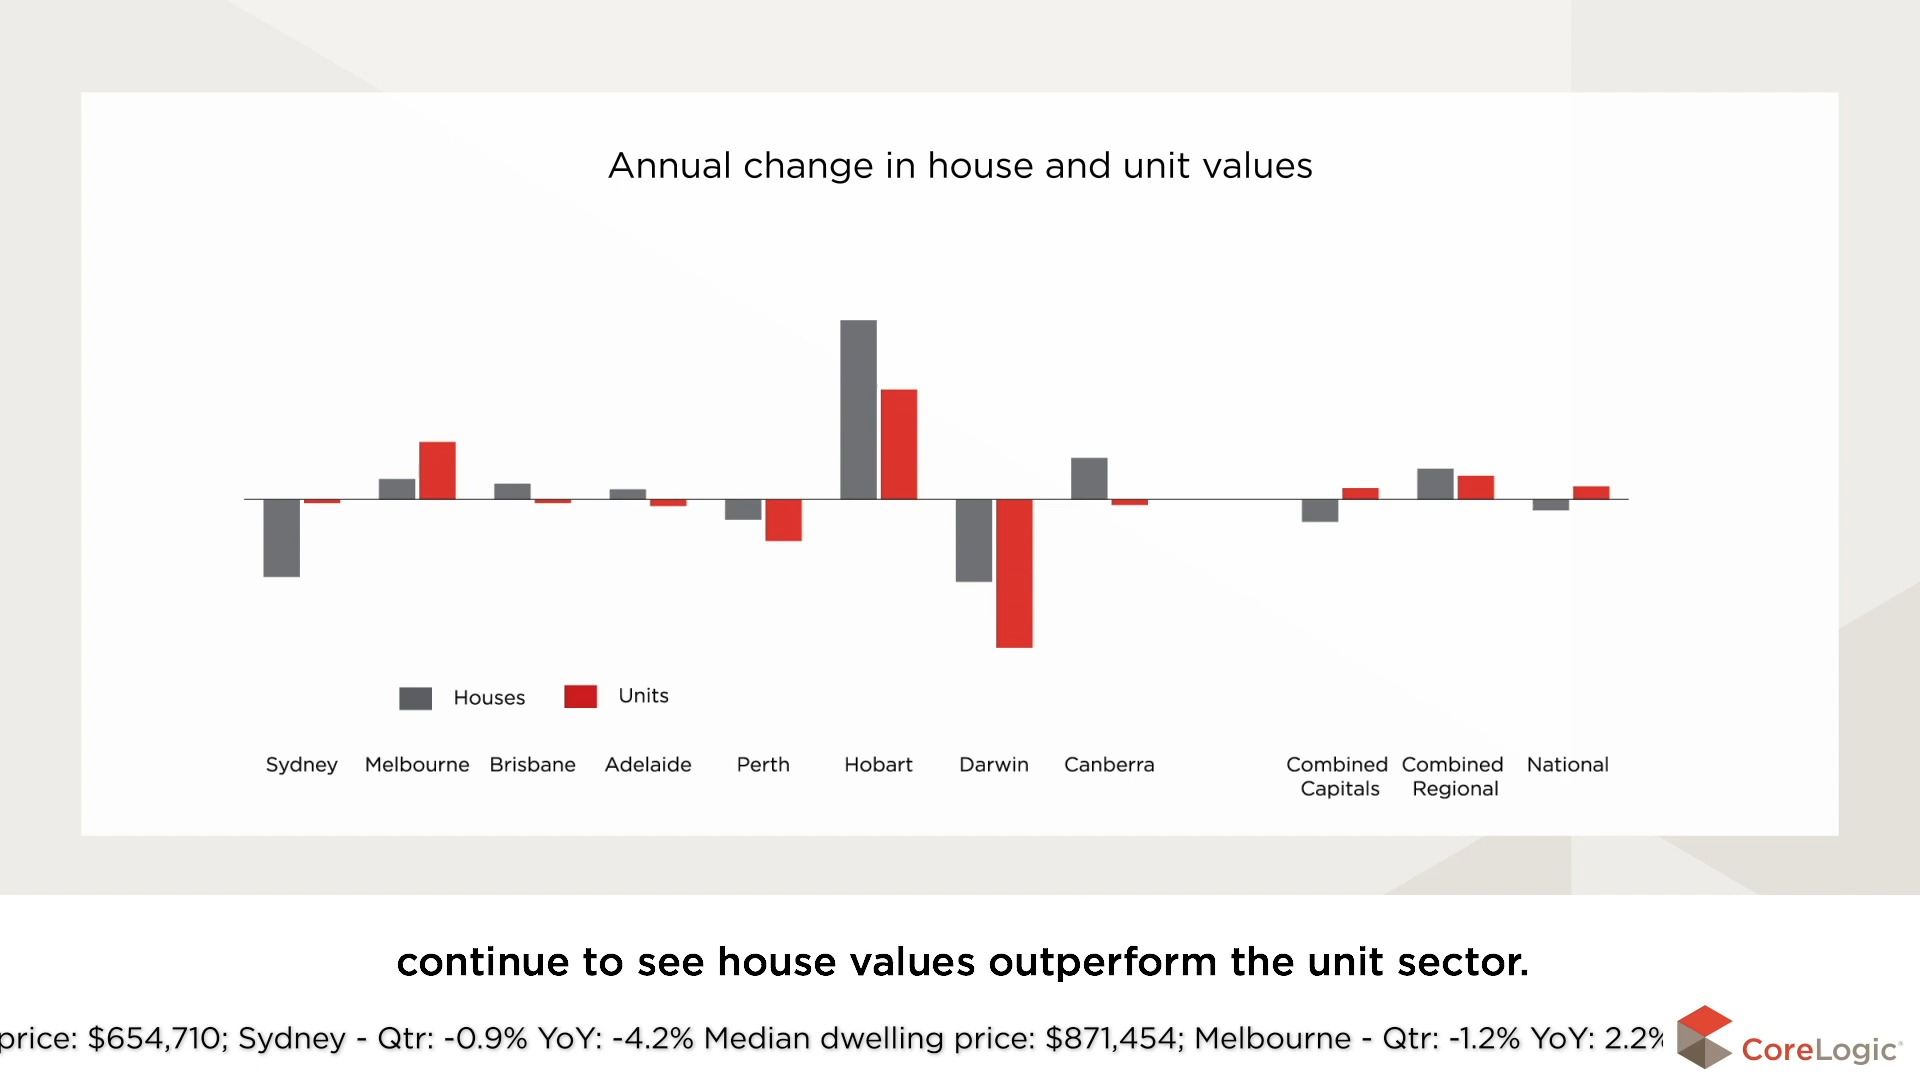 Annual change in house and unit values
Houses
Units
Sydney Melbourne Brisbane Adelaide Perth Hobart Darwin Canberra Combined Capitals Combined Regional National
continue to see house values outperform the unit sector.
price: $654,710; Sydney - Qtr: -0.9% YoY: -4.2% Median dwelling price: $871,454; Melbourne - Qtr: -1.2% YoY: 2.2%
CoreLogic